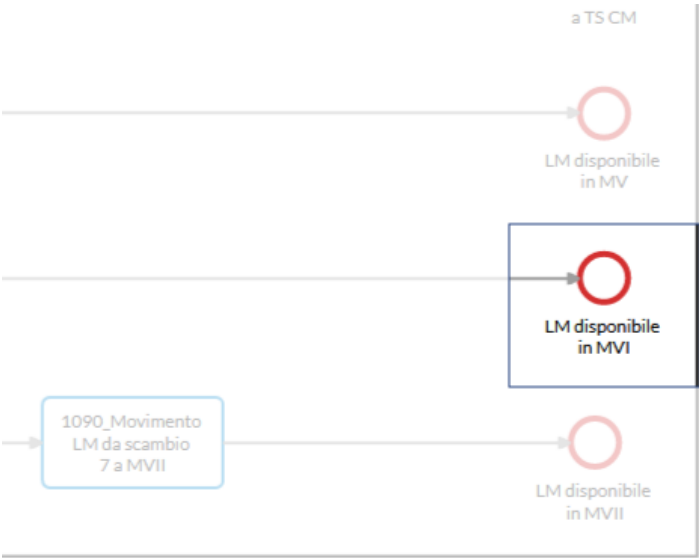 a TS CM
LM disponibile
in MV
LM disponibile
in MVI
1090_Movimento
LM da scambio
7 a MVII
LM disponibile
in MVII